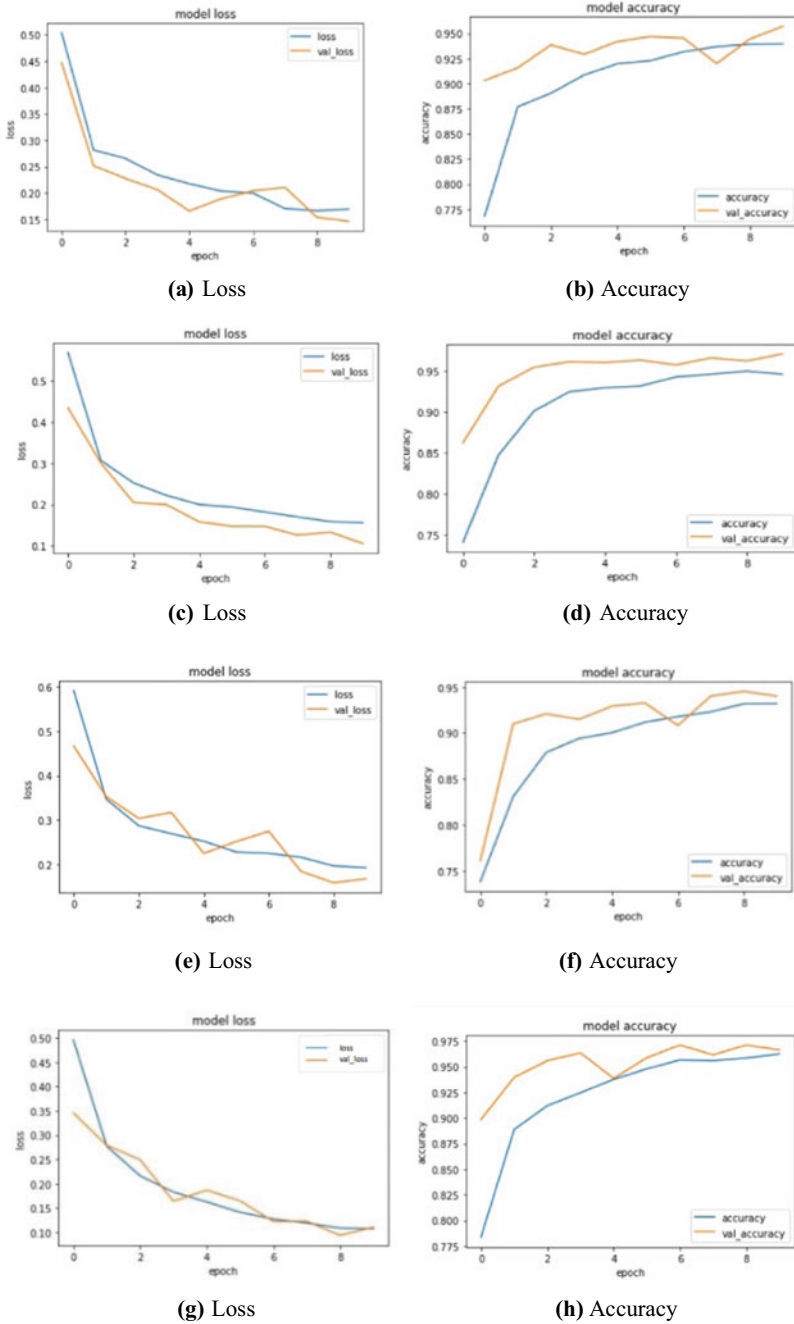 model loss
0.50
0.45
0.40
0.35
0.30
0.25
0.20
0.15
loss
0 2 4 6 8
epoch
loss
val_loss
(a) Loss
model accuracy
0.950
0.925
0.900
0.875
0.850
0.825
0.800
0.775
accuracy
0 2 4 6 8
epoch
accuracy
val_accuracy
(b) Accuracy
model loss
0.5
0.4
0.3
0.2
0.1
loss
0 2 4 6 8
epoch
loss
val_loss
(c) Loss
model accuracy
0.95
0.90
0.85
0.80
0.75
accuracy
0 2 4 6 8
epoch
accuracy
val_accuracy
(d) Accuracy
model loss
0.6
0.5
0.4
0.3
0.2
loss
0 2 4 6 8
epoch
loss
val_loss
(e) Loss
model accuracy
0.95
0.90
0.85
0.80
0.75
accuracy
0 2 4 6 8
epoch
accuracy
val_accuracy
(f) Accuracy
model loss
0.50
0.45
0.40
0.35
0.30
0.25
0.20
0.15
0.10
loss
0 2 4 6 8
epoch
loss
val_loss
(g) Loss
model accuracy
0.975
0.950
0.925
0.900
0.875
0.850
0.825
0.800
0.775
accuracy
0 2 4 6 8
epoch
accuracy
val_accuracy
(h) Accuracy